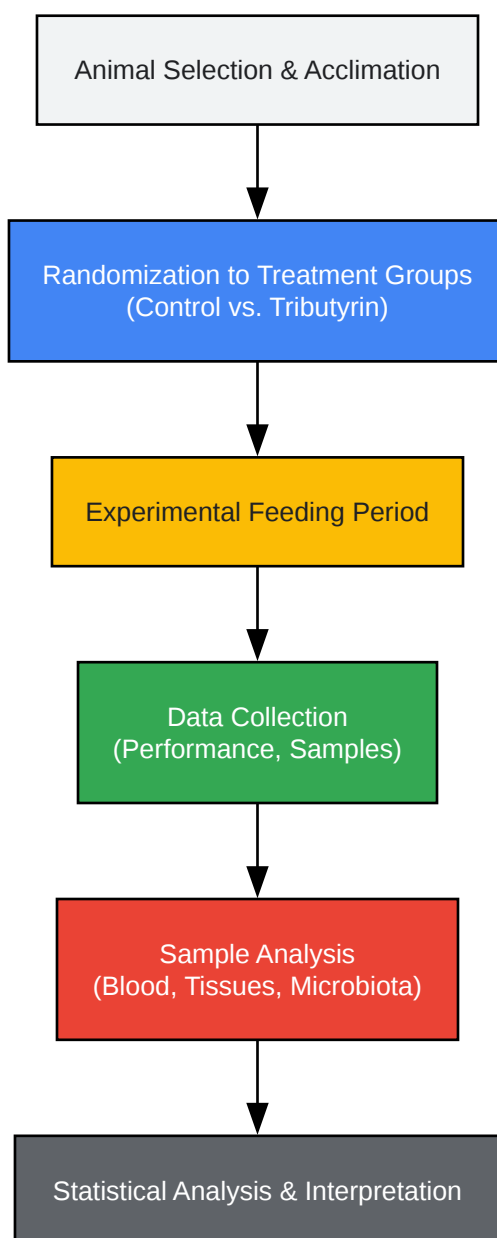 Animal Selection & Acclimation
Randomization to Treatment Groups
(Control vs. Tributyrin)
Experimental Feeding Period
Data Collection
(Performance, Samples)
Sample Analysis
(Blood, Tissues, Microbiota)
Statistical Analysis & Interpretation